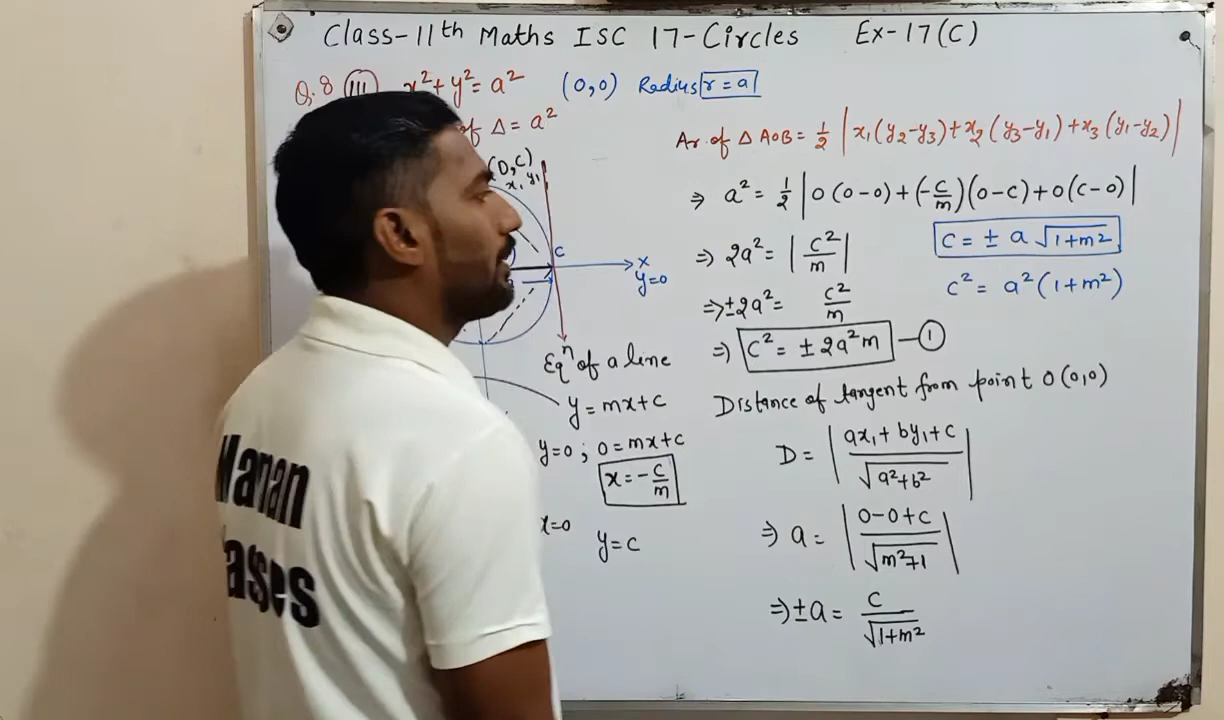 Class-11th Maths ISC 17-Circles Ex-17(C)
Q.8 (III) x²+y²= a² (0,0) Radius r = a
of Δ= a²
(0,C)
x, y,
C
x
y=0
Eqⁿ of a line
y= mx+c
y=0 ; 0=mx+c
x=-c/m
x=0
y=c
Ar. of Δ AOB= 1/2 |x₁(y₂-y₃)+x₂(y₃-y₁)+x₃(y₁-y₂)|
⇒ a²= 1/2 |0(0-0)+(-c/m)(0-c)+0(c-0)|
⇒ 2a²= |c²/m|
⇒±2a²= c²/m
⇒ c²= ±2a²m —①
c= ± a √1+m²
c²= a²(1+m²)
Distance of tangent from point O(0,0)
D= |ax₁+by₁+c/√a²+b²|
⇒ a= |0-0+c/√m²+1|
⇒±a= c/√1+m²
Manan
asses